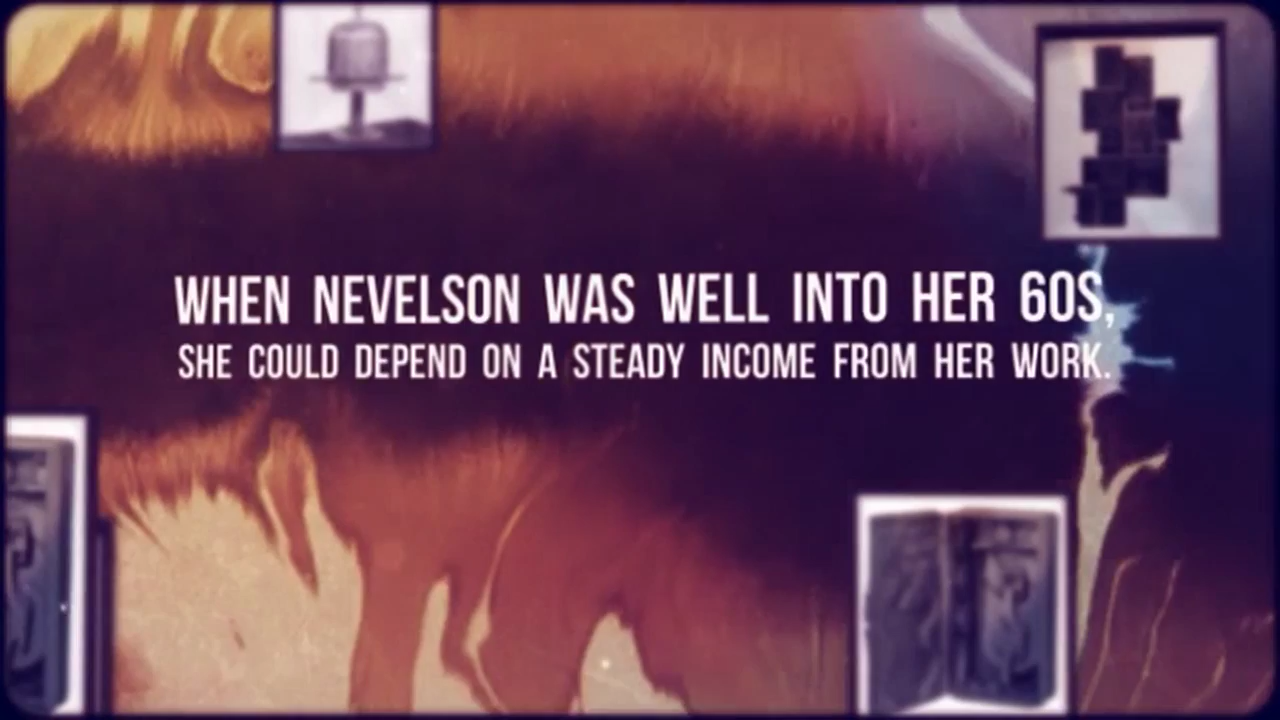 WHEN NEVELSON WAS WELL INTO HER 60S,
SHE COULD DEPEND ON A STEADY INCOME FROM HER WORK.